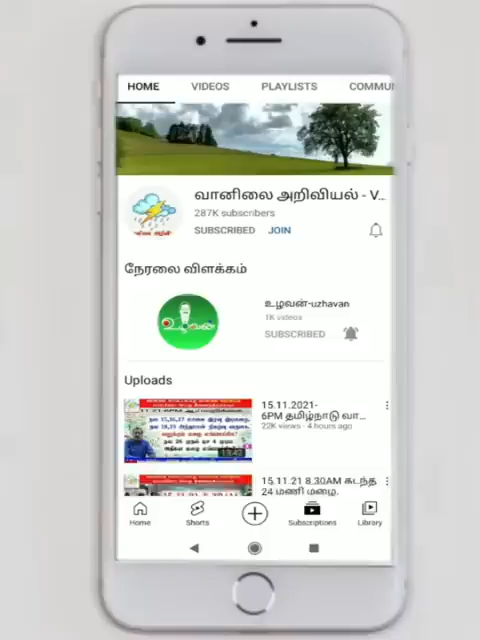 HOME VIDEOS PLAYLISTS COMMU
வானிலை அறிவியல் - V...
287K subscribers
SUBSCRIBED JOIN
நேரலை விளக்கம்
உழவன்-uzhavan
1K videos
SUBSCRIBED
Uploads
15.11.2021-
6PM தமிழ்நாடு வா...
22K views · 4 hours ago
13:42
15.11.21 8.30AM கடந்த
24 மணி மழை.
Home Shorts Subscriptions Library